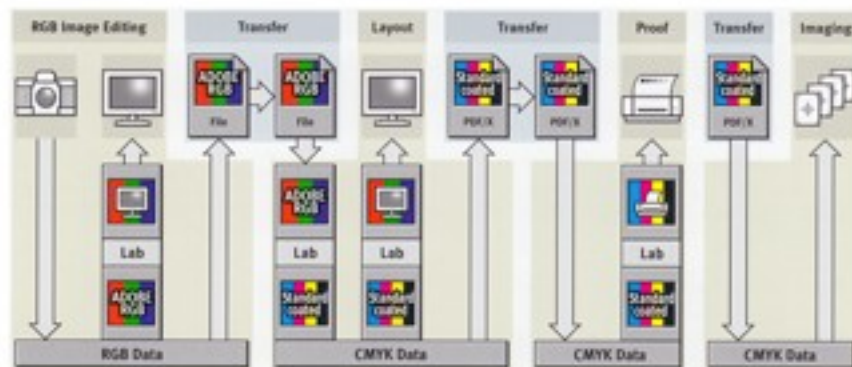 RGB Image Editing
Transfer
Layout
Transfer
Proof
Transfer
Imaging
ADOBE RGB
File
ADOBE RGB
File
Standard coated
PDF/X
Standard coated
PDF/X
Standard coated
PDF/X
ADOBE RGB
Lab
Lab
Lab
Lab
ADOBE RGB
Standard coated
Standard coated
Standard coated
RGB Data
CMYK Data
CMYK Data
CMYK Data